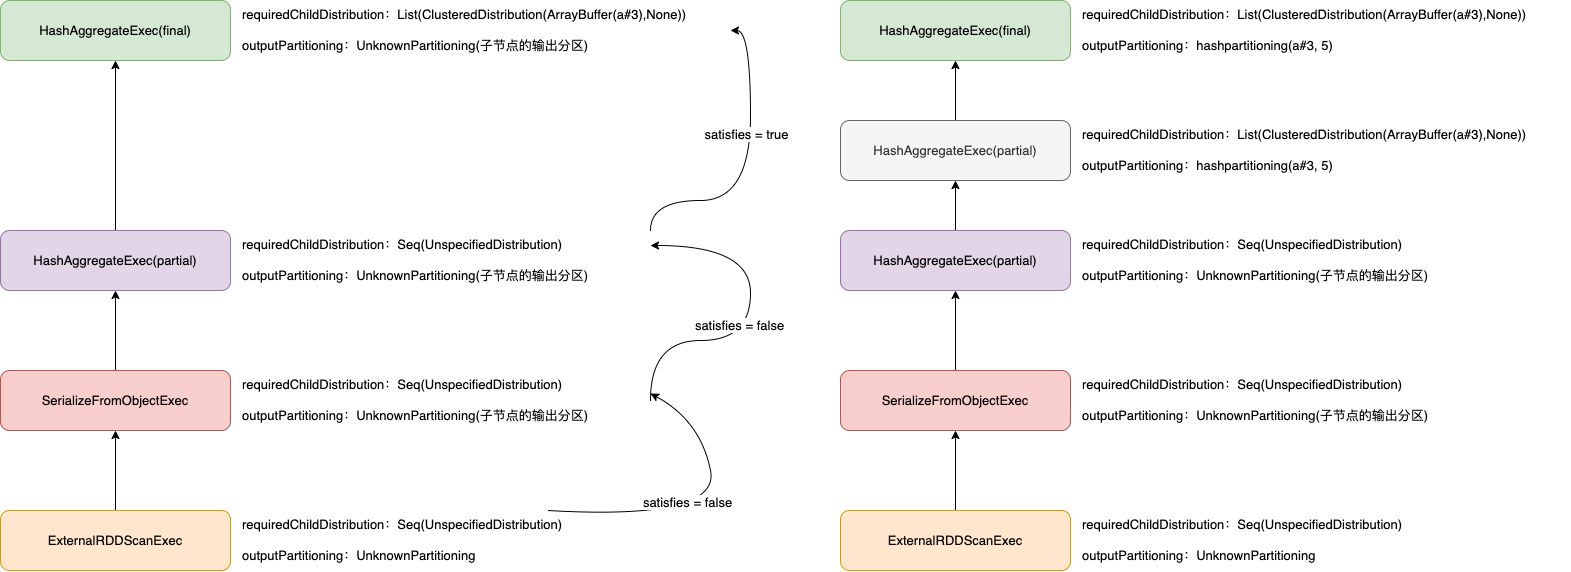 HashAggregateExec(final)
requiredChildDistribution：List(ClusteredDistribution(ArrayBuffer(a#3),None))
outputPartitioning：UnknownPartitioning(子节点的输出分区)
satisfies = true
HashAggregateExec(partial)
requiredChildDistribution：Seq(UnspecifiedDistribution)
outputPartitioning：UnknownPartitioning(子节点的输出分区)
satisfies = false
SerializeFromObjectExec
requiredChildDistribution：Seq(UnspecifiedDistribution)
outputPartitioning：UnknownPartitioning(子节点的输出分区)
satisfies = false
ExternalRDDScanExec
requiredChildDistribution：Seq(UnspecifiedDistribution)
outputPartitioning：UnknownPartitioning
HashAggregateExec(final)
requiredChildDistribution：List(ClusteredDistribution(ArrayBuffer(a#3),None))
outputPartitioning：hashpartitioning(a#3, 5)
HashAggregateExec(partial)
requiredChildDistribution：List(ClusteredDistribution(ArrayBuffer(a#3),None))
outputPartitioning：hashpartitioning(a#3, 5)
HashAggregateExec(partial)
requiredChildDistribution：Seq(UnspecifiedDistribution)
outputPartitioning：UnknownPartitioning(子节点的输出分区)
SerializeFromObjectExec
requiredChildDistribution：Seq(UnspecifiedDistribution)
outputPartitioning：UnknownPartitioning(子节点的输出分区)
ExternalRDDScanExec
requiredChildDistribution：Seq(UnspecifiedDistribution)
outputPartitioning：UnknownPartitioning